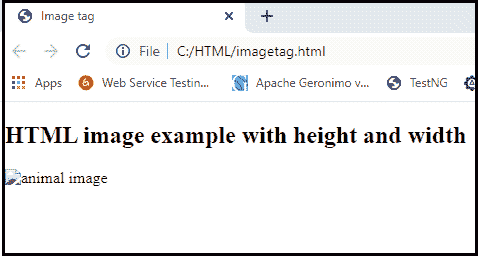 Image tag
File | C:/HTML/imagetag.html
Apps Web Service Testin... Apache Geronimo v... TestNG
HTML image example with height and width
animal image